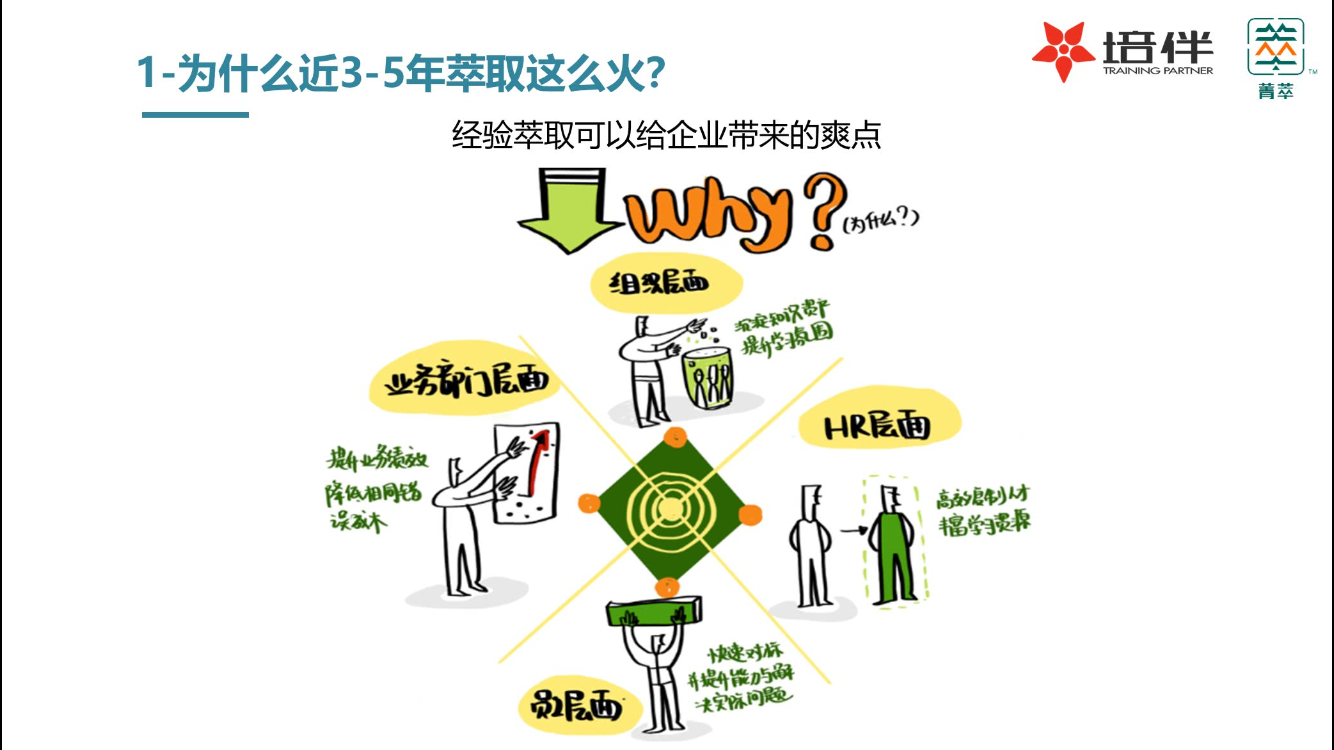 1-为什么近3-5年萃取这么火?
培伴
TRAINING PARTNER
萃
TM
菁萃
经验萃取可以给企业带来的爽点
Why?
(为什么?)
组织层面
沉淀知识资产
提升学习氛围
业务部门层面
提升业务绩效
降低相同错
误成本
HR层面
高效复制人才
丰富学习资源
员工层面
快速对标
并提升能力与解
决实际问题